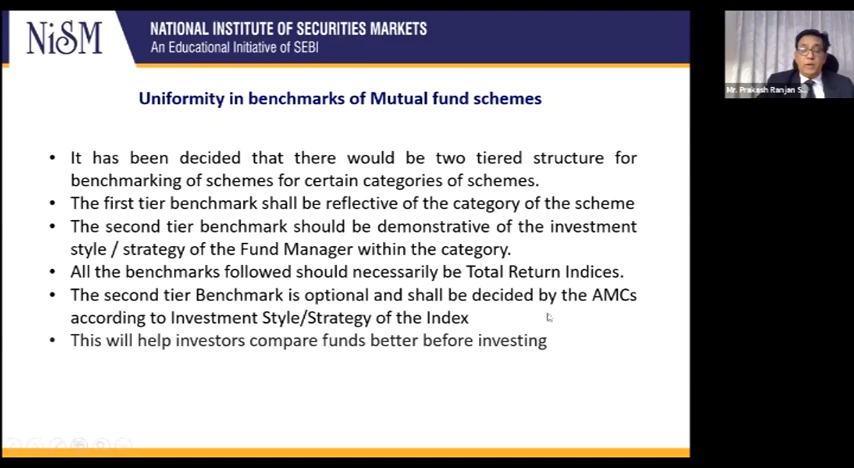 NiSM
NATIONAL INSTITUTE OF SECURITIES MARKETS
An Educational Initiative of SEBI
Uniformity in benchmarks of Mutual fund schemes
• It has been decided that there would be two tiered structure for
benchmarking of schemes for certain categories of schemes.
• The first tier benchmark shall be reflective of the category of the scheme
• The second tier benchmark should be demonstrative of the investment
style / strategy of the Fund Manager within the category.
• All the benchmarks followed should necessarily be Total Return Indices.
• The second tier Benchmark is optional and shall be decided by the AMCs
according to Investment Style/Strategy of the Index
• This will help investors compare funds better before investing
Mr. Prakash Ranjan S...